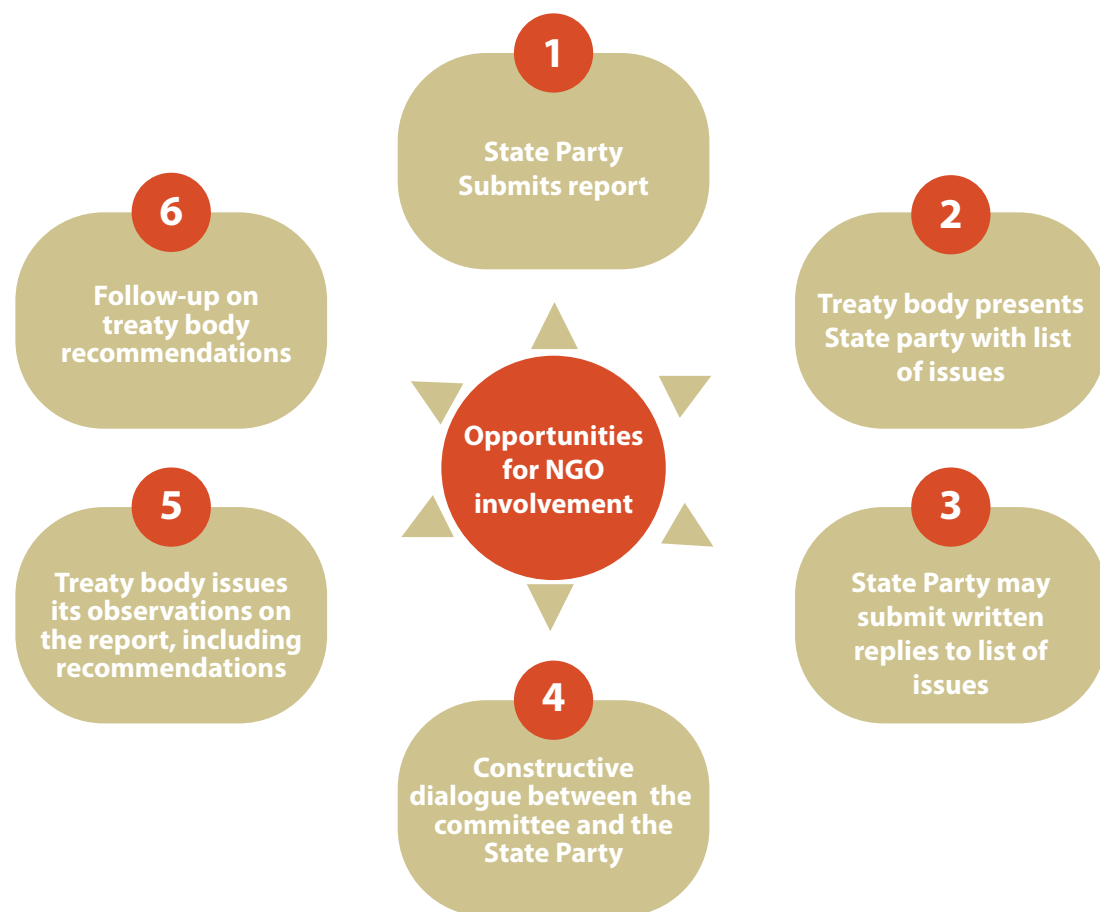 1
State Party
Submits report
2
Treaty body presents
State party with list
of issues
3
State Party may
submit written
replies to list of
issues
4
Constructive
dialogue between the
committee and the
State Party
5
Treaty body issues
its observations on
the report, including
recommendations
6
Follow-up on
treaty body
recommendations
Opportunities
for NGO
involvement